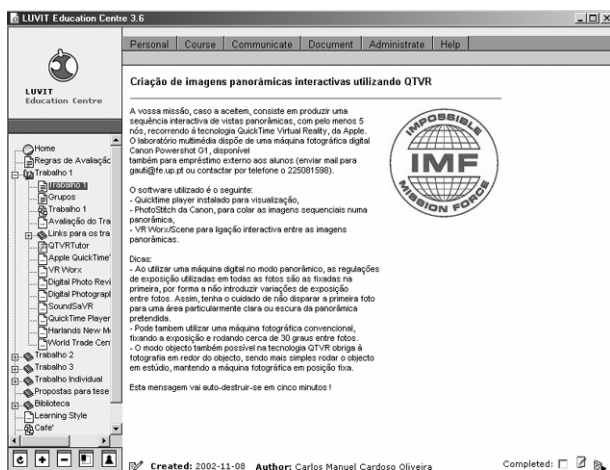 LUVIT Education Centre 3.6
Personal Course Communicate Document Administrate Help
LUVIT
Education Centre
Home
Regras de Avaliaçãc
Trabalho 1
Trabalho 1
Grupos
Trabalho 1
Avaliação do Tra
Links para os tra
QTVRTutor
Apple QuickTime'
VR Worx
Digital Photo Revi
Digital Photograpl
SoundSaVR
QuickTime Player
Harlands New Me
World Trade Cen
Trabalho 2
Trabalho 3
Trabalho Individual
Propostas para tese
Biblioteca
Learning Style
Cafe'
Criação de imagens panorâmicas interactivas utilizando QTVR
A vossa missão, caso a aceitem, consiste em produzir uma
sequência interactiva de vistas panorâmicas, com pelo menos 5
nós, recorrendo à tecnologia QuickTime Virtual Reality, da Apple.
O laboratório multimédia dispõe de uma máquina fotográfica digital
Canon Powershot G1, disponível
também para empréstimo externo aos alunos (enviar mail para
gauti@fe.up.pt ou contactar por telefone o 225081598).
O software utilizado é o seguinte:
- Quicktime player instalado para visualização,
- PhotoStitch da Canon, para colar as imagens sequenciais numa
panorâmica,
- VR Worx/Scene para ligação interactiva entre as imagens
panorâmicas.
Dicas:
- Ao utilizar uma máquina digital no modo panorâmico, as regulações
de exposição utilizadas em todas as fotos são as fixadas na
primeira, por forma a não introduzir variações de exposição
entre fotos. Assim, tenha o cuidado de não disparar a primeira foto
para uma área particularmente clara ou escura da panorâmica
pretendida.
- Pode tambem utilizar uma máquina fotográfica convencional,
fixando a exposição e rodando cerca de 30 graus entre fotos.
- O modo objecto também possível na tecnologia QTVR obriga à
fotografia em redor do objecto, sendo mais simples rodar o objecto
em estúdio, mantendo a máquina fotográfica em posição fixa.
Esta mensagem vai auto-destruir-se em cinco minutos !
IMPOSSIBLE
IMF
MISSION FORCE
Created: 2002-11-08 Author: Carlos Manuel Cardoso Oliveira Completed: